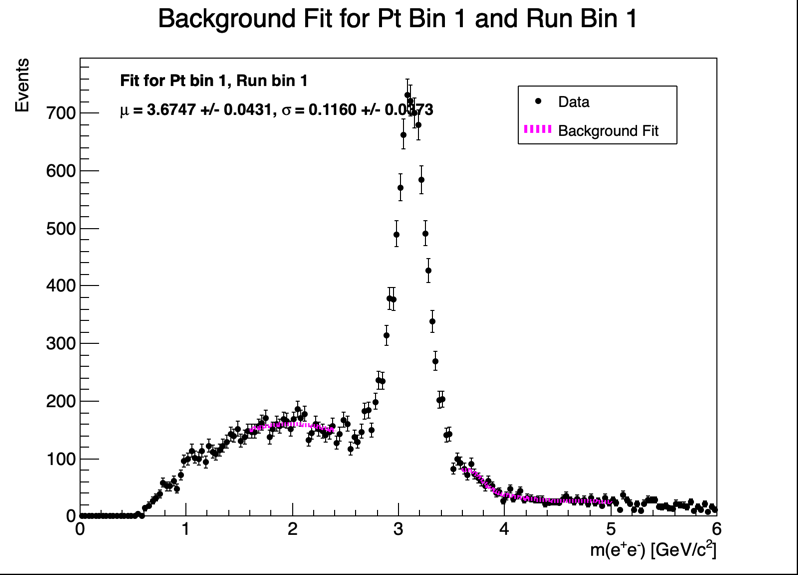 Background Fit for Pt Bin 1 and Run Bin 1
Events
Fit for Pt bin 1, Run bin 1
μ = 3.6747 +/- 0.0431, σ = 0.1160 +/- 0.0373
Data
Background Fit
700
600
500
400
300
200
100
0
0 1 2 3 4 5 6
m(e⁺e⁻) [GeV/c²]